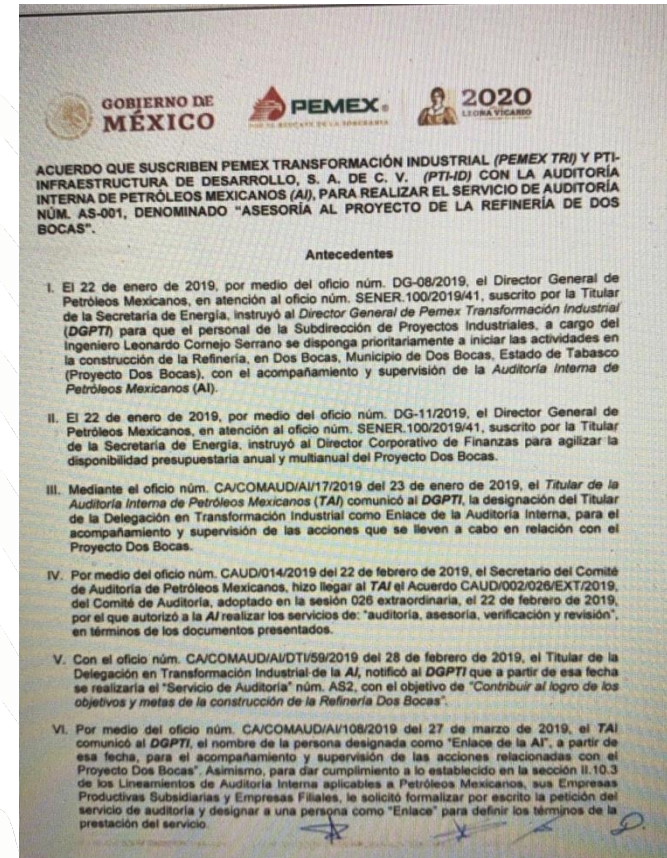 GOBIERNO DE
MÉXICO
PEMEX®
POR EL RESCATE DE LA SOBERANÍA
2020
LEONA VICARIO
ACUERDO QUE SUSCRIBEN PEMEX TRANSFORMACIÓN INDUSTRIAL (PEMEX TRI) Y PTI-
INFRAESTRUCTURA DE DESARROLLO, S. A. DE C. V. (PTI-ID) CON LA AUDITORÍA
INTERNA DE PETRÓLEOS MEXICANOS (AI), PARA REALIZAR EL SERVICIO DE AUDITORÍA
NÚM. AS-001, DENOMINADO "ASESORÍA AL PROYECTO DE LA REFINERÍA DE DOS
BOCAS".
Antecedentes
I. El 22 de enero de 2019, por medio del oficio núm. DG-08/2019, el Director General de
Petróleos Mexicanos, en atención al oficio núm. SENER.100/2019/41, suscrito por la Titular
de la Secretaría de Energía, instruyó al Director General de Pemex Transformación Industrial
(DGPTI) para que el personal de la Subdirección de Proyectos Industriales, a cargo del
Ingeniero Leonardo Cornejo Serrano se disponga prioritariamente a iniciar las actividades en
la construcción de la Refinería, en Dos Bocas, Municipio de Dos Bocas, Estado de Tabasco
(Proyecto Dos Bocas), con el acompañamiento y supervisión de la Auditoría Interna de
Petróleos Mexicanos (AI).
II. El 22 de enero de 2019, por medio del oficio núm. DG-11/2019, el Director General de
Petróleos Mexicanos, en atención al oficio núm. SENER.100/2019/41, suscrito por la Titular
de la Secretaría de Energía, instruyó al Director Corporativo de Finanzas para agilizar la
disponibilidad presupuestaria anual y multianual del Proyecto Dos Bocas.
III. Mediante el oficio núm. CA/COMAUD/AI/17/2019 del 23 de enero de 2019, el Titular de la
Auditoría Interna de Petróleos Mexicanos (TAI) comunicó al DGPTI, la designación del Titular
de la Delegación en Transformación Industrial como Enlace de la Auditoría Interna, para el
acompañamiento y supervisión de las acciones que se lleven a cabo en relación con el
Proyecto Dos Bocas.
IV. Por medio del oficio núm. CAUD/014/2019 del 22 de febrero de 2019, el Secretario del Comité
de Auditoría de Petróleos Mexicanos, hizo llegar al TAI el Acuerdo CAUD/002/026/EXT/2019,
del Comité de Auditoría, adoptado en la sesión 026 extraordinaria, el 22 de febrero de 2019,
por el que autorizó a la AI realizar los servicios de: "auditoría, asesoría, verificación y revisión",
en términos de los documentos presentados.
V. Con el oficio núm. CA/COMAUD/AI/DTI/59/2019 del 28 de febrero de 2019, el Titular de la
Delegación en Transformación Industrial de la AI, notificó al DGPTI que a partir de esa fecha
se realizaría el "Servicio de Auditoría" núm. AS2, con el objetivo de "Contribuir al logro de los
objetivos y metas de la construcción de la Refinería Dos Bocas".
VI. Por medio del oficio núm. CA/COMAUD/AI/108/2019 del 27 de marzo de 2019, el TAI
comunicó al DGPTI, el nombre de la persona designada como "Enlace de la AI", a partir de
esa fecha, para el acompañamiento y supervisión de las acciones relacionadas con el
Proyecto Dos Bocas". Asimismo, para dar cumplimiento a lo establecido en la sección II.10.3
de los Lineamientos de Auditoría Interna aplicables a Petróleos Mexicanos, sus Empresas
Productivas Subsidiarias y Empresas Filiales, le solicitó formalizar por escrito la petición del
servicio de auditoría y designar a una persona como "Enlace" para definir los términos de la
prestación del servicio.